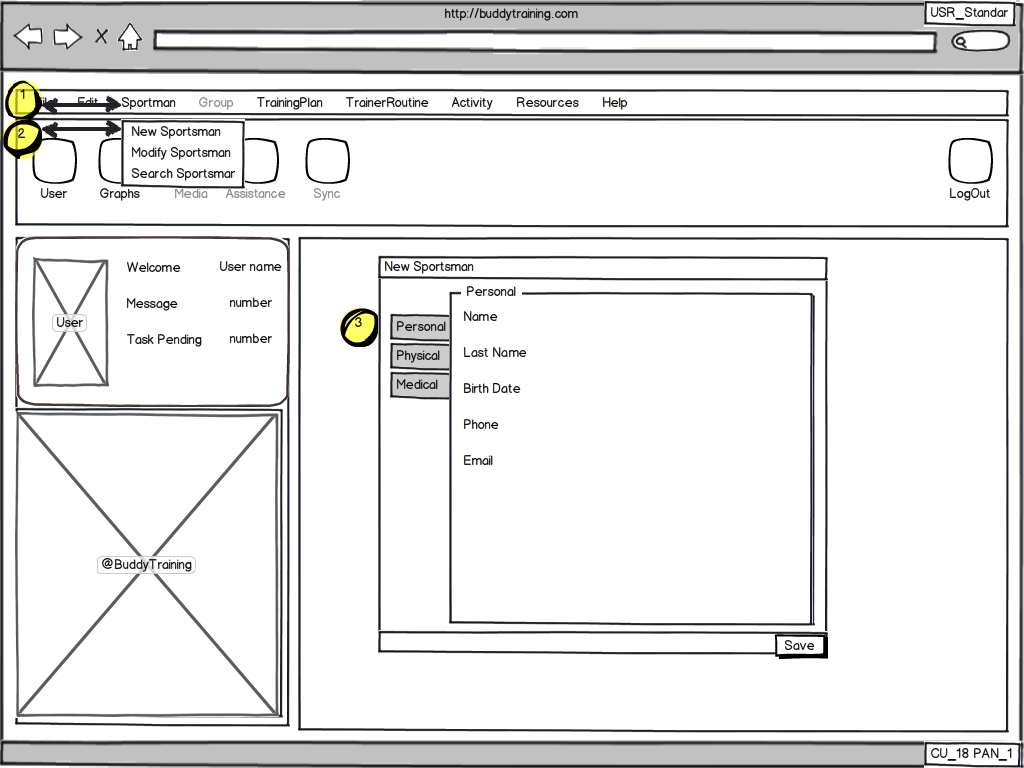 http://buddytraining.com
USR_Standar
1
Edit Sportman Group TrainingPlan TrainerRoutine Activity Resources Help
2
New Sportsman
Modify Sportsman
Search Sportsmar
User Graphs Media Assistance Sync LogOut
Welcome User name
Message number
User
Task Pending number
@BuddyTraining
New Sportsman
Personal
3
Personal
Physical
Medical
Name
Last Name
Birth Date
Phone
Email
Save
CU_18 PAN_1